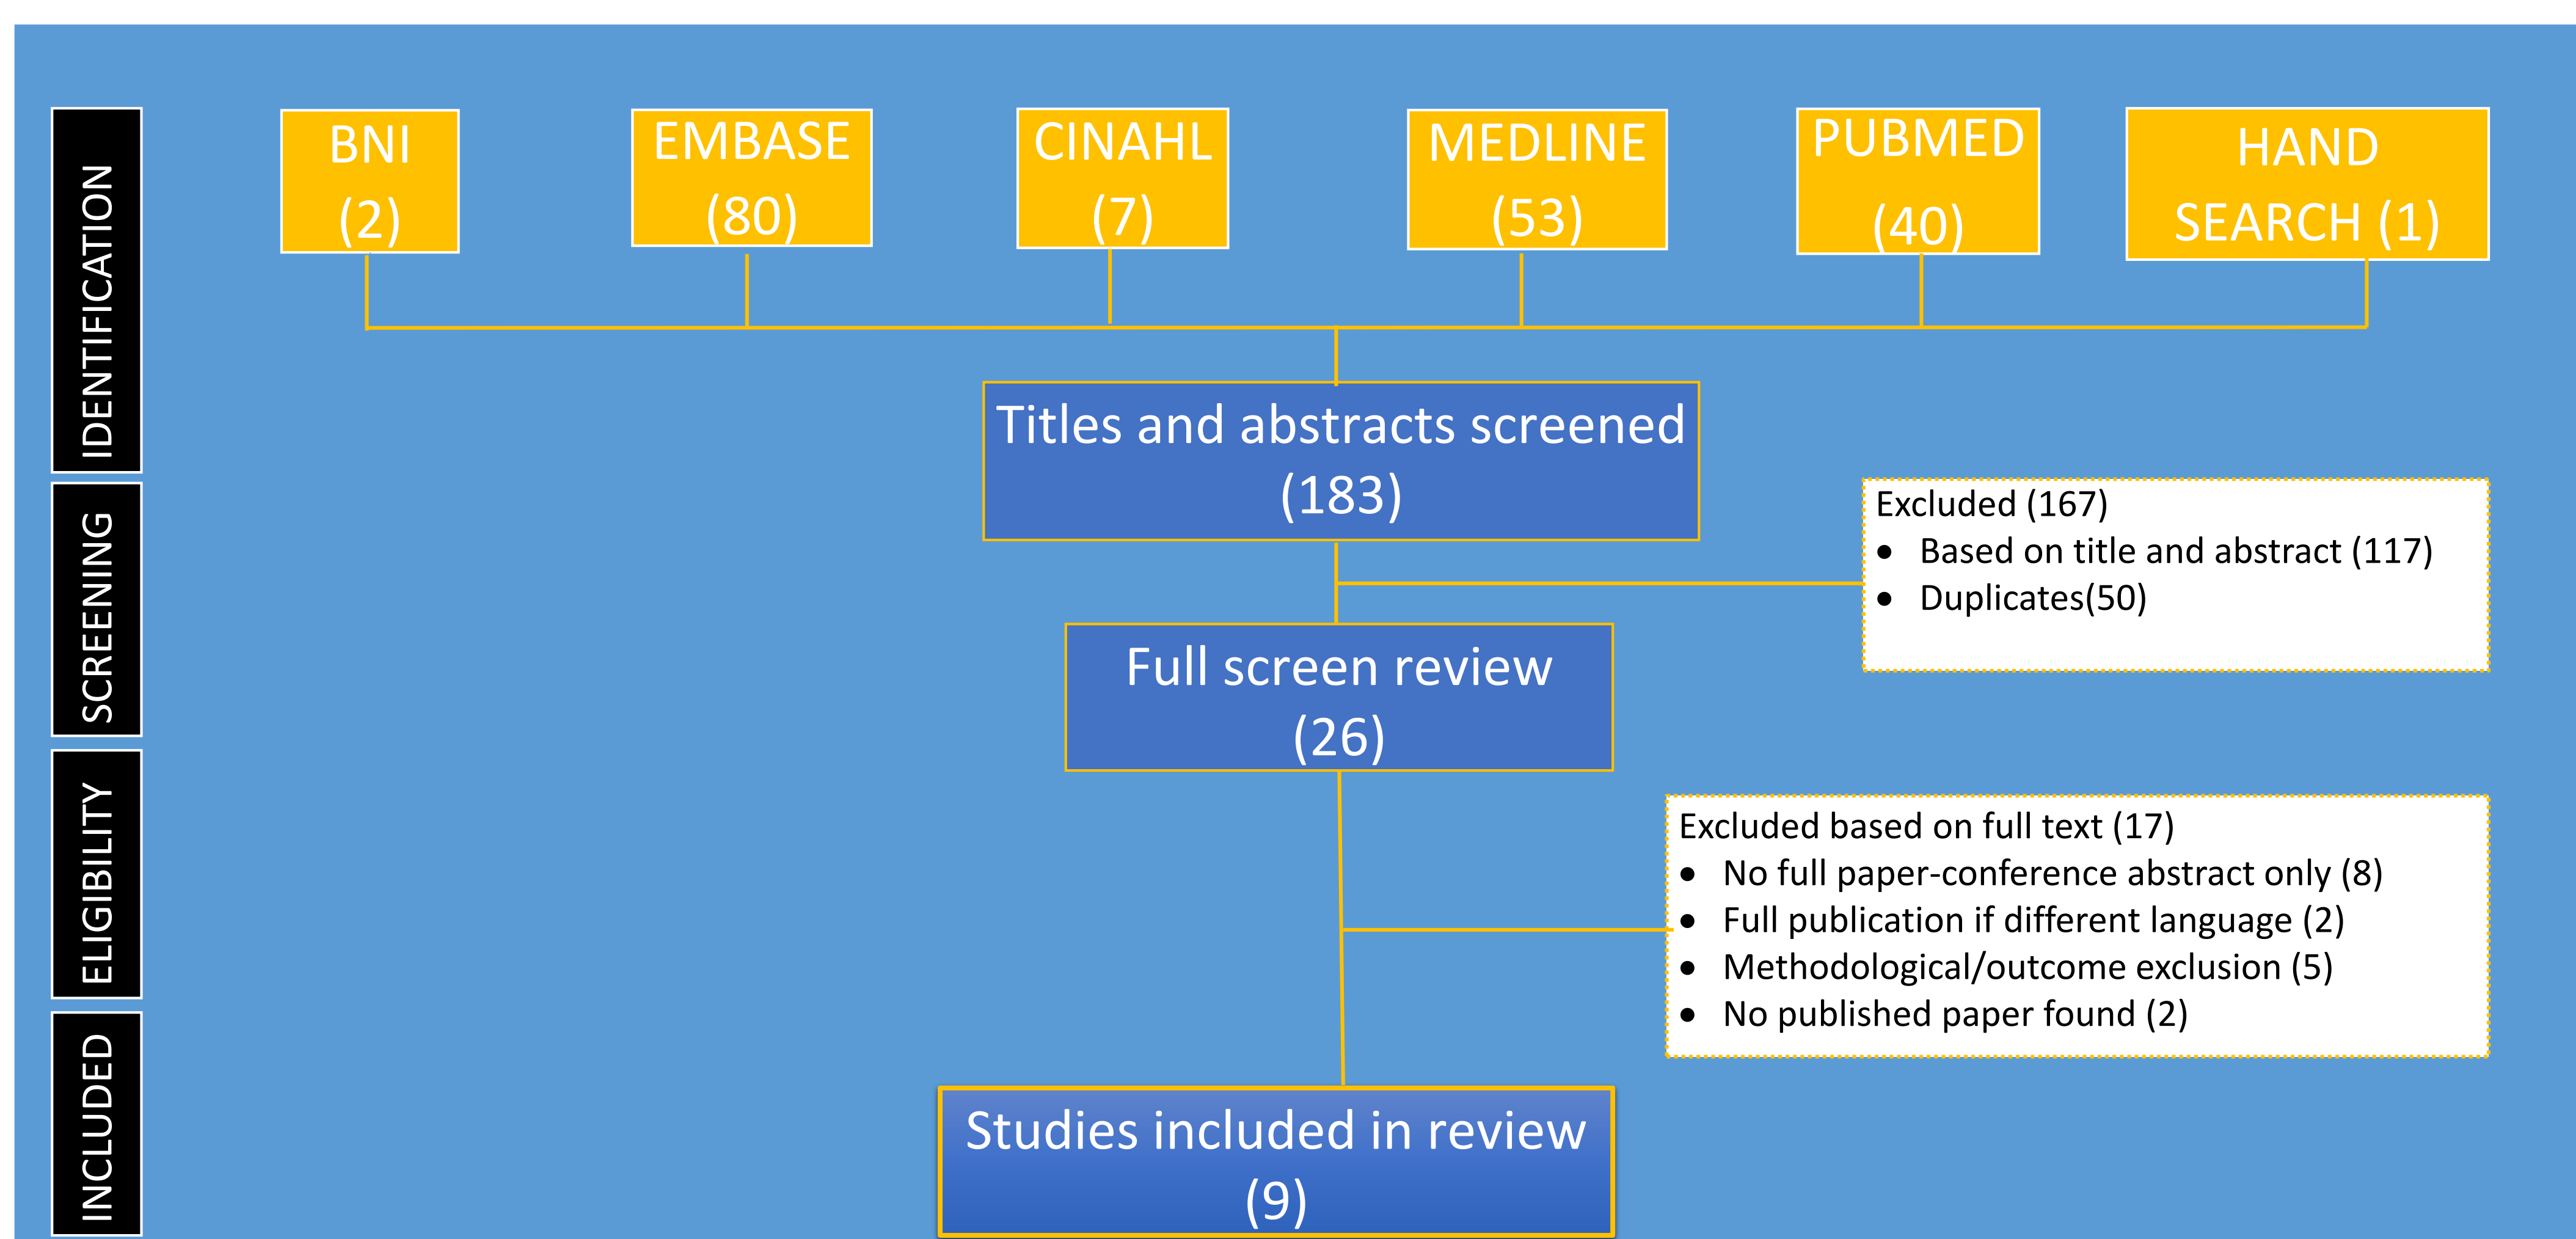 IDENTIFICATION
BNI
(2)
EMBASE
(80)
CINAHL
(7)
MEDLINE
(53)
PUBMED
(40)
HAND
SEARCH (1)
Titles and abstracts screened
(183)
SCREENING
Excluded (167)
• Based on title and abstract (117)
• Duplicates(50)
Full screen review
(26)
ELIGIBILITY
Excluded based on full text (17)
• No full paper-conference abstract only (8)
• Full publication if different language (2)
• Methodological/outcome exclusion (5)
• No published paper found (2)
INCLUDED
Studies included in review
(9)